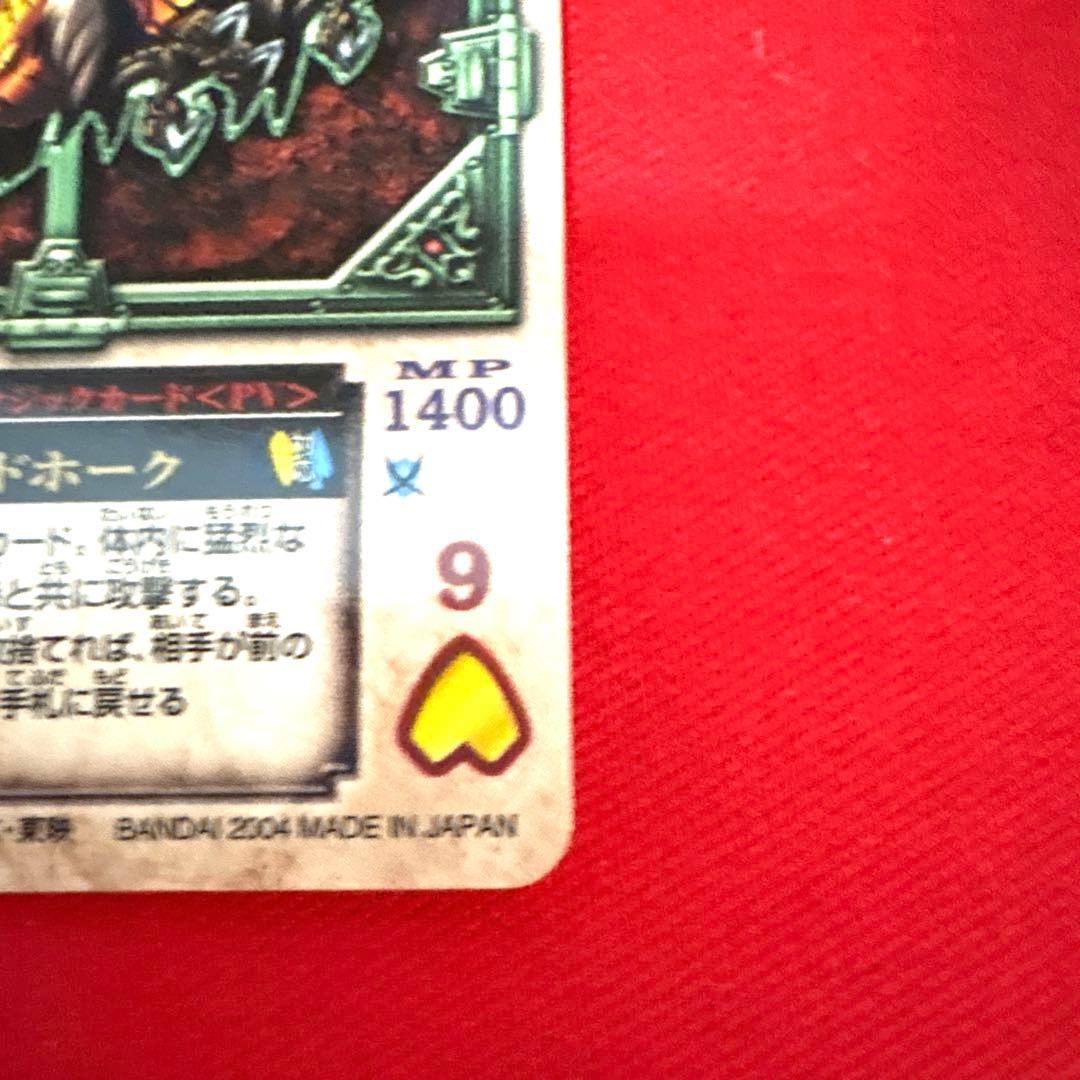 MP
1400
ジックカード<PV>
ドホーク
カード。体内に猛烈な
と共に攻撃する。
捨てれば、相手が前の
手札に戻せる
9
・東映 BANDAI 2004 MADE IN JAPAN